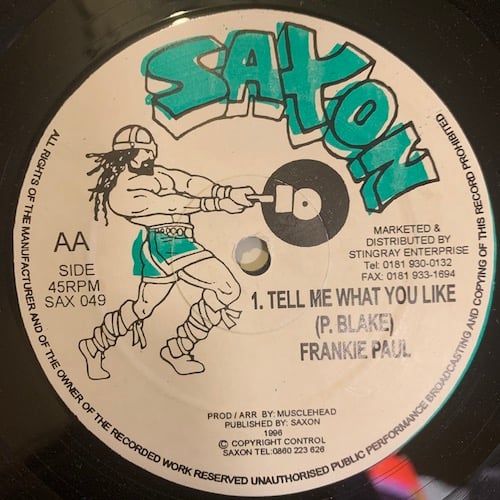 SAXON
ALL RIGHTS OF THE MANUFACTURER AND OF THE OWNER OF THE RECORDED WORK RESERVED UNAUTHORISED PUBLIC PERFORMANCE BROADCASTING AND COPYING OF THIS RECORD PROHIBITED
AA
SIDE
45RPM
SAX 049
MARKETED &
DISTRIBUTED BY
STINGRAY ENTERPRISE
Tel: 0181 930-0132
FAX: 0181 933-1694
1. TELL ME WHAT YOU LIKE
(P. BLAKE)
FRANKIE PAUL
PROD / ARR BY: MUSCLEHEAD
PUBLISHED BY: SAXON
1996
© COPYRIGHT CONTROL
SAXON TEL:0860 223 626